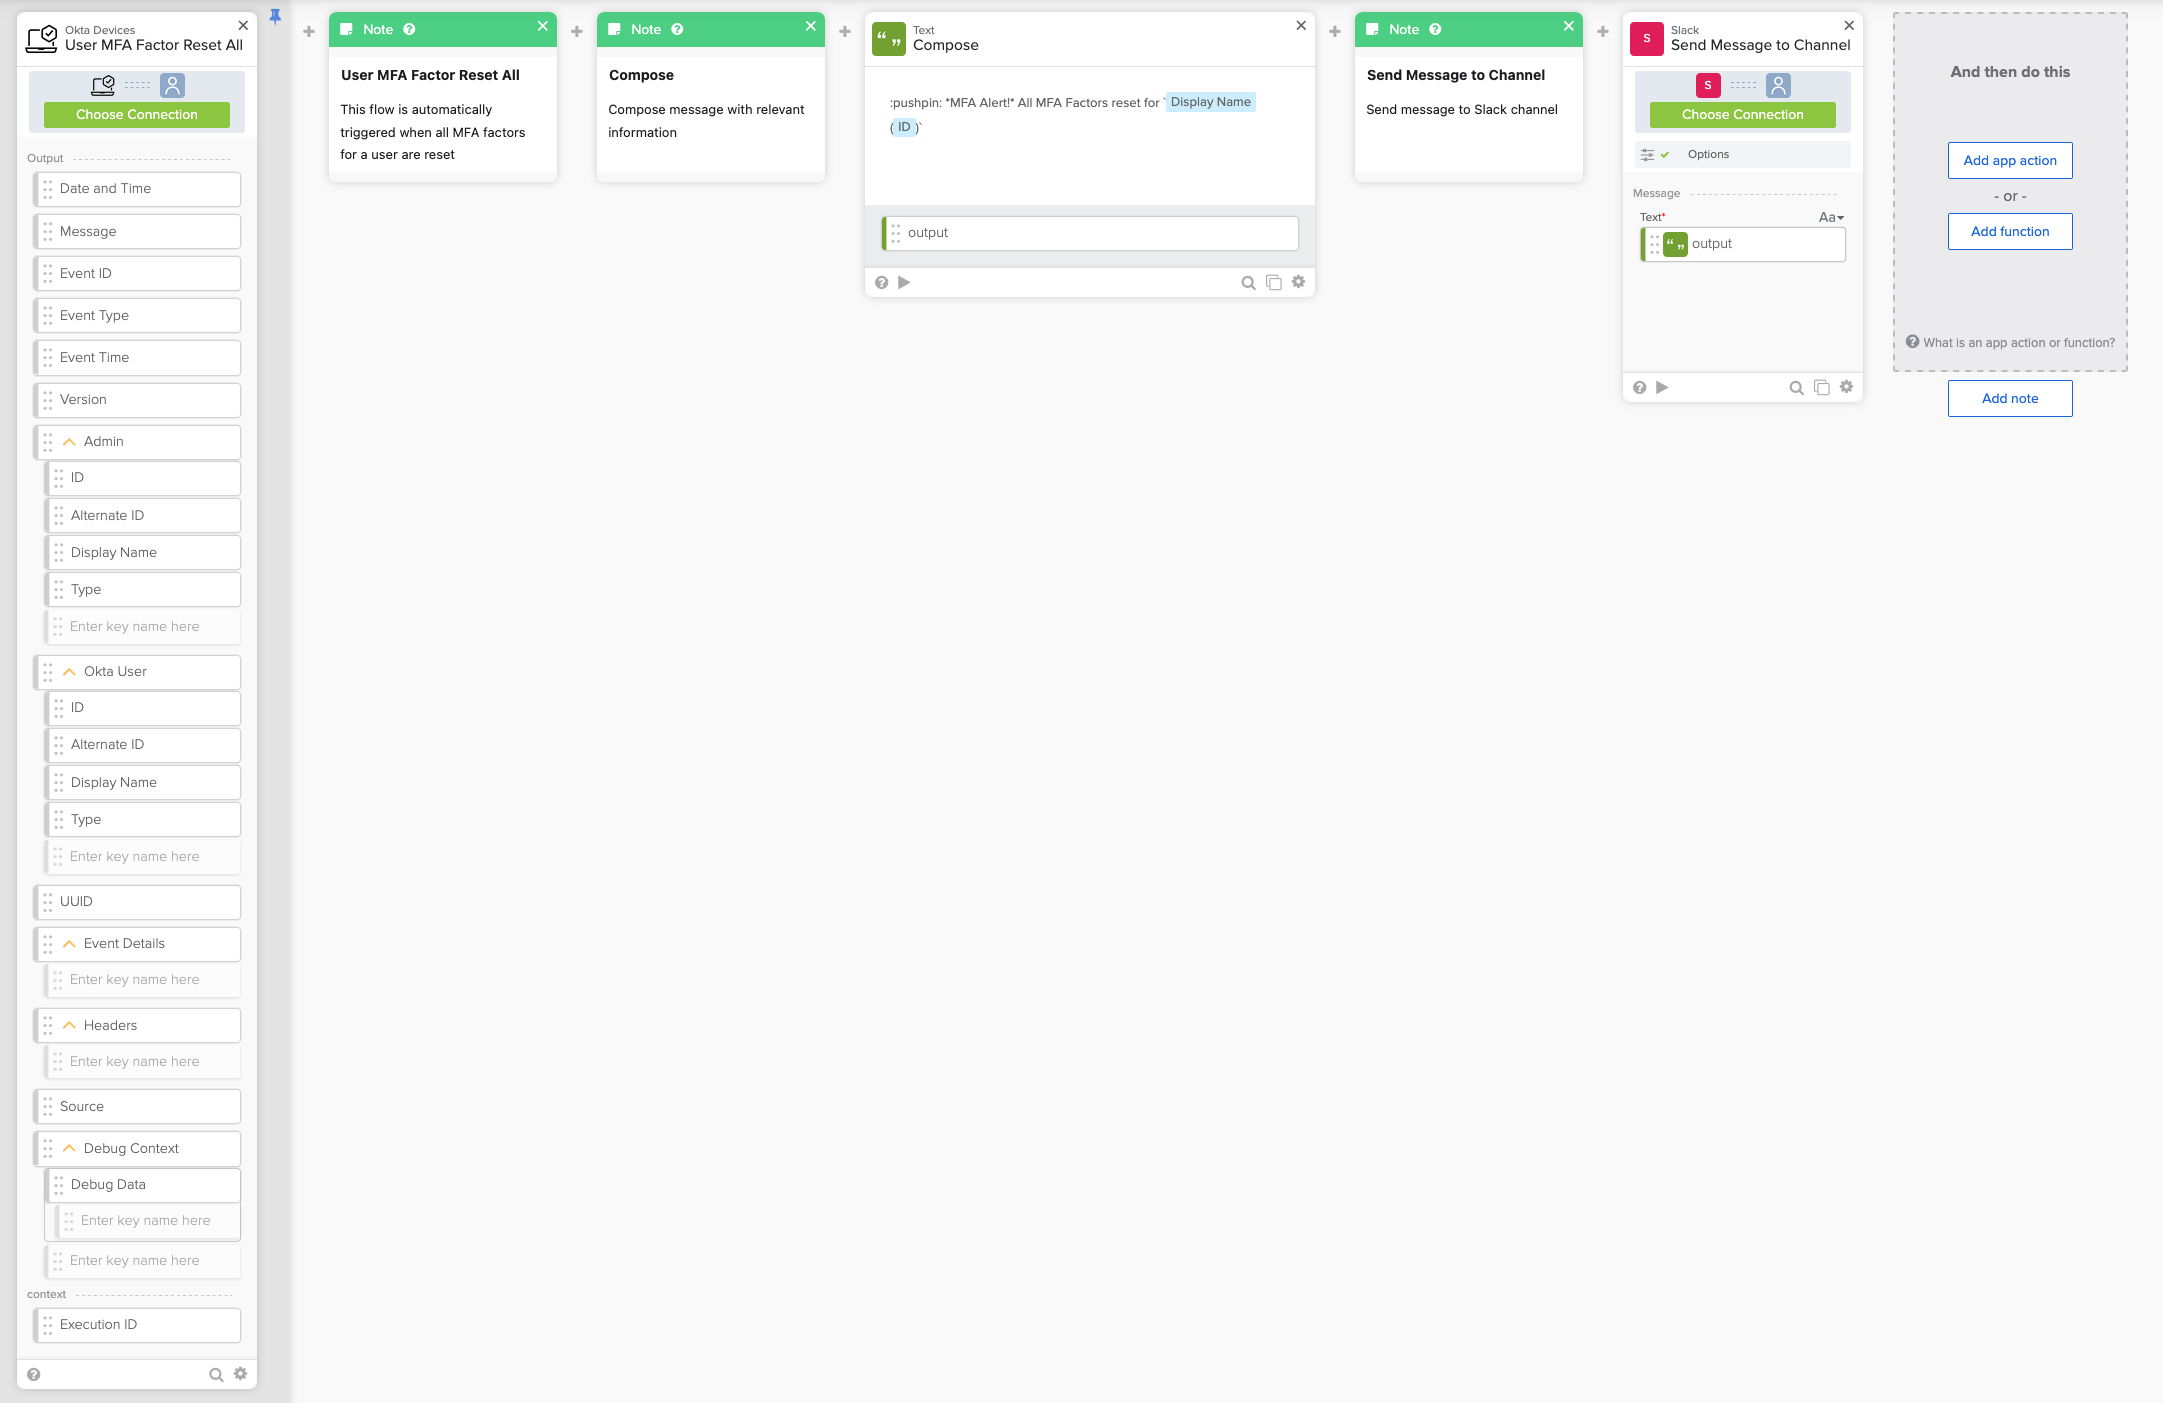 Okta Devices
User MFA Factor Reset All
Choose Connection
Output
Date and Time
Message
Event ID
Event Type
Event Time
Version
Admin
ID
Alternate ID
Display Name
Type
Enter key name here
Okta User
ID
Alternate ID
Display Name
Type
Enter key name here
UUID
Event Details
Enter key name here
Headers
Enter key name here
Source
Debug Context
Debug Data
Enter key name here
Enter key name here
context
Execution ID
Note
User MFA Factor Reset All
This flow is automatically
triggered when all MFA factors
for a user are reset
Note
Compose
Compose message with relevant
information
Text
Compose
:pushpin: *MFA Alert!* All MFA Factors reset for `Display Name
(ID)`
output
Note
Send Message to Channel
Send message to Slack channel
S
Slack
Send Message to Channel
S
Choose Connection
Options
Message
Text*
Aa
output
And then do this
Add app action
- or -
Add function
What is an app action or function?
Add note